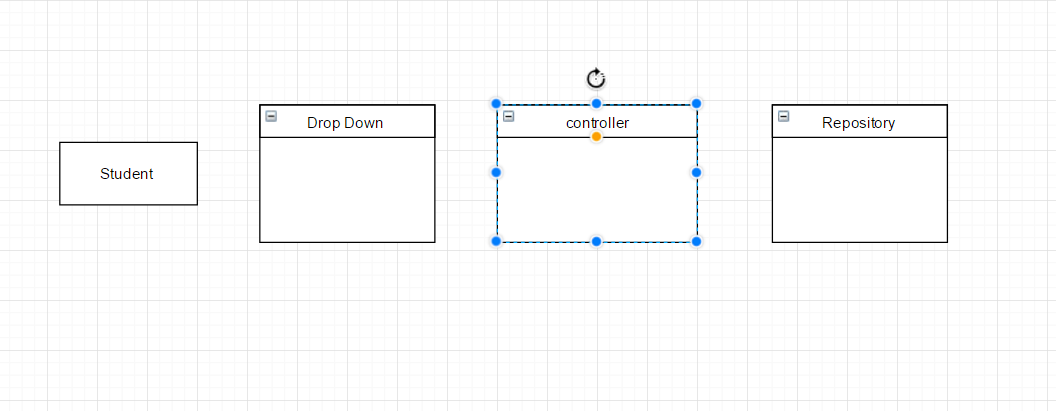 Student
Drop Down
controller
Repository